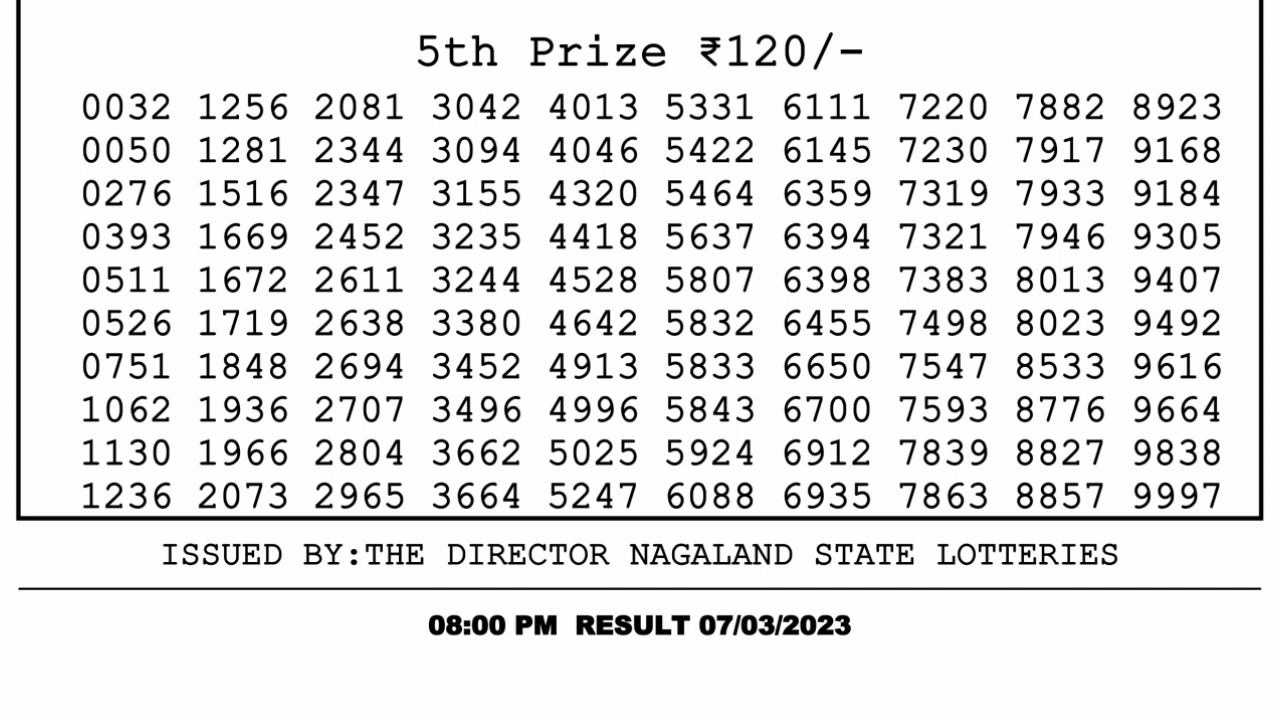 5th Prize ₹120/-
0032 1256 2081 3042 4013 5331 6111 7220 7882 8923
0050 1281 2344 3094 4046 5422 6145 7230 7917 9168
0276 1516 2347 3155 4320 5464 6359 7319 7933 9184
0393 1669 2452 3235 4418 5637 6394 7321 7946 9305
0511 1672 2611 3244 4528 5807 6398 7383 8013 9407
0526 1719 2638 3380 4642 5832 6455 7498 8023 9492
0751 1848 2694 3452 4913 5833 6650 7547 8533 9616
1062 1936 2707 3496 4996 5843 6700 7593 8776 9664
1130 1966 2804 3662 5025 5924 6912 7839 8827 9838
1236 2073 2965 3664 5247 6088 6935 7863 8857 9997
ISSUED BY:THE DIRECTOR NAGALAND STATE LOTTERIES
08:00 PM RESULT 07/03/2023